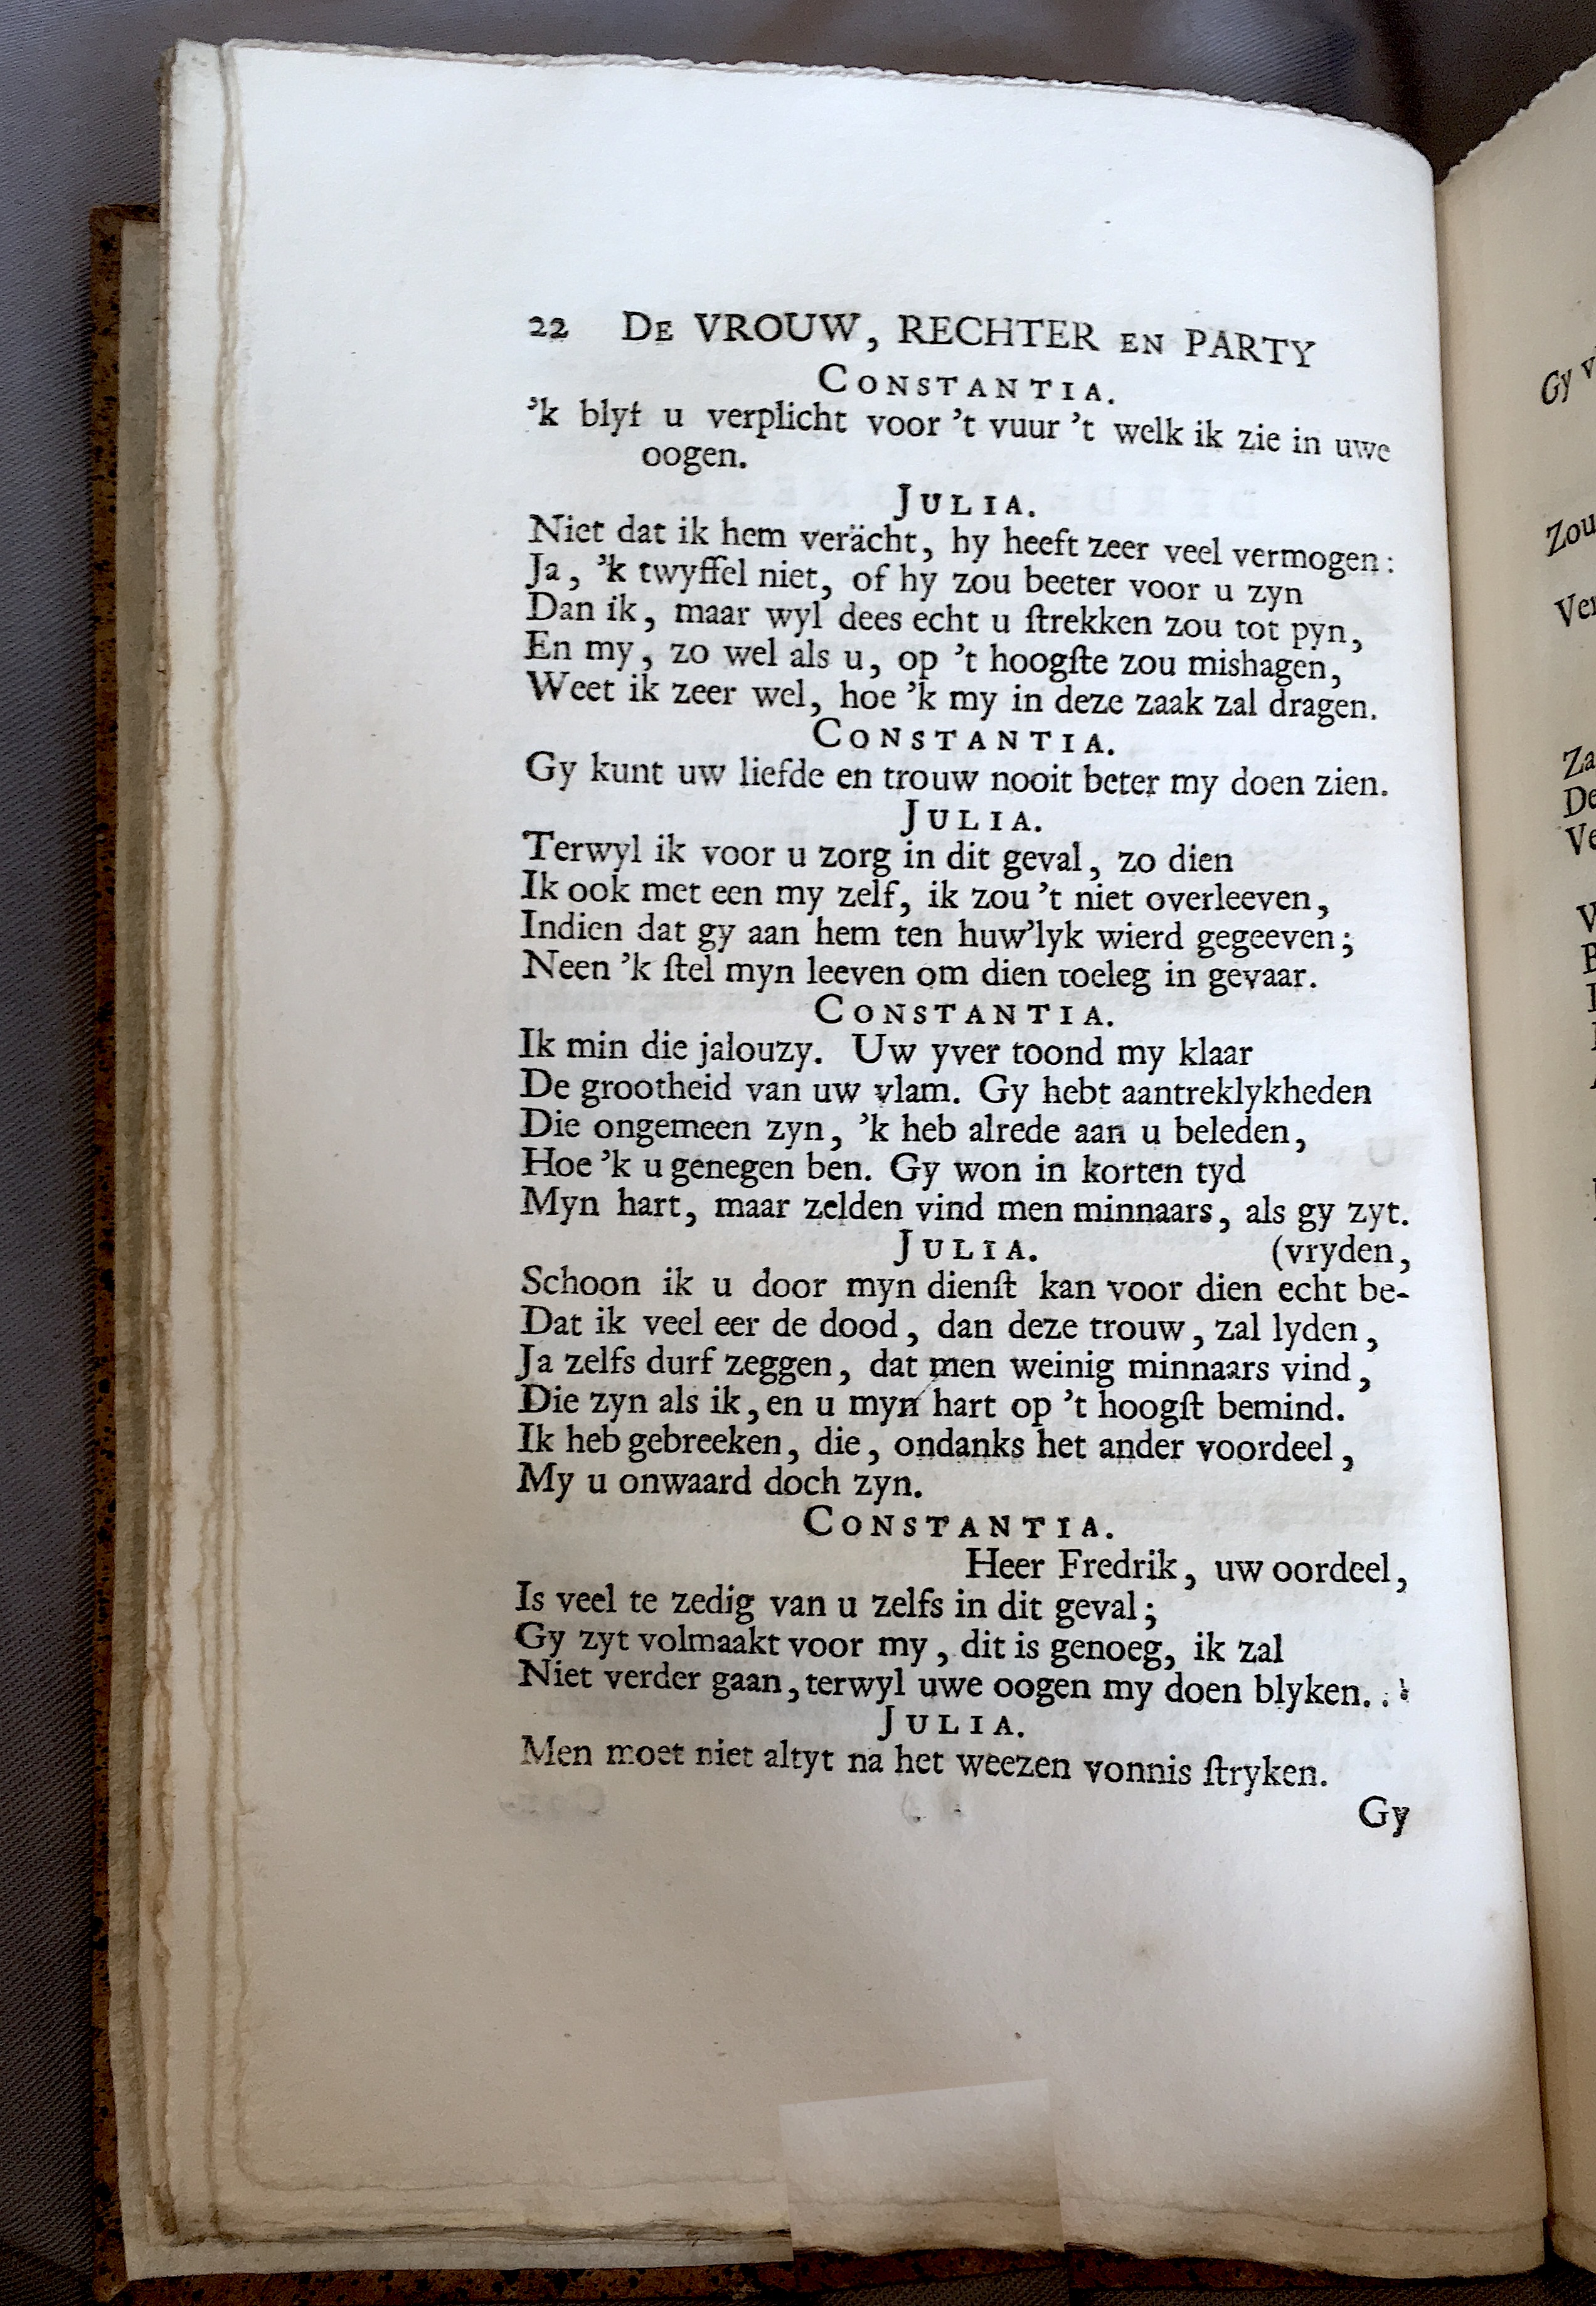 22 DE VROUW, RECHTER EN PARTY
CONSTANTIA.
’k blyf u verplicht voor ’t vuur ’t welk ik zie in uwe
oogen.
JULIA.
Niet dat ik hem verächt, hy heeft zeer veel vermogen:
Ja, ’k twyffel niet, of hy zou beeter voor u zyn
Dan ik, maar wyl dees echt u ſtrekken zou tot pyn,
En my, zo wel als u, op ’t hoogſte zou mishagen,
Weet ik zeer wel, hoe ’k my in deze zaak zal dragen.
CONSTANTIA.
Gy kunt uw liefde en trouw nooit beter my doen zien.
JULIA.
Terwyl ik voor u zorg in dit geval, zo dien
Ik ook met een my zelf, ik zou ’t niet overleeven,
Indien dat gy aan hem ten huw’lyk wierd gegeeven;
Neen ’k ſtel myn leeven om dien toeleg in gevaar.
CONSTANTIA.
Ik min die jalouzy. Uw yver toond my klaar
De grootheid van uw vlam. Gy hebt aantreklykheden
Die ongemeen zyn, ’k heb alrede aan u beleden,
Hoe ’k u genegen ben. Gy won in korten tyd
Myn hart, maar zelden vind men minnaars, als gy zyt.
JULIA. (vryden,
Schoon ik u door myn dienſt kan voor dien echt be-
Dat ik veel eer de dood, dan deze trouw, zal lyden,
Ja zelfs durf zeggen, dat men weinig minnaars vind,
Die zyn als ik, en u myn hart op ’t hoogſt bemind.
Ik heb gebreeken, die, ondanks het ander voordeel,
My u onwaard doch zyn.
CONSTANTIA.
Heer Fredrik, uw oordeel,
Is veel te zedig van u zelfs in dit geval;
Gy zyt volmaakt voor my, dit is genoeg, ik zal
Niet verder gaan, terwyl uwe oogen my doen blyken..
JULIA.
Men moet niet altyt na het weezen vonnis ſtryken.
Gy
Gy
Zou
Za
De